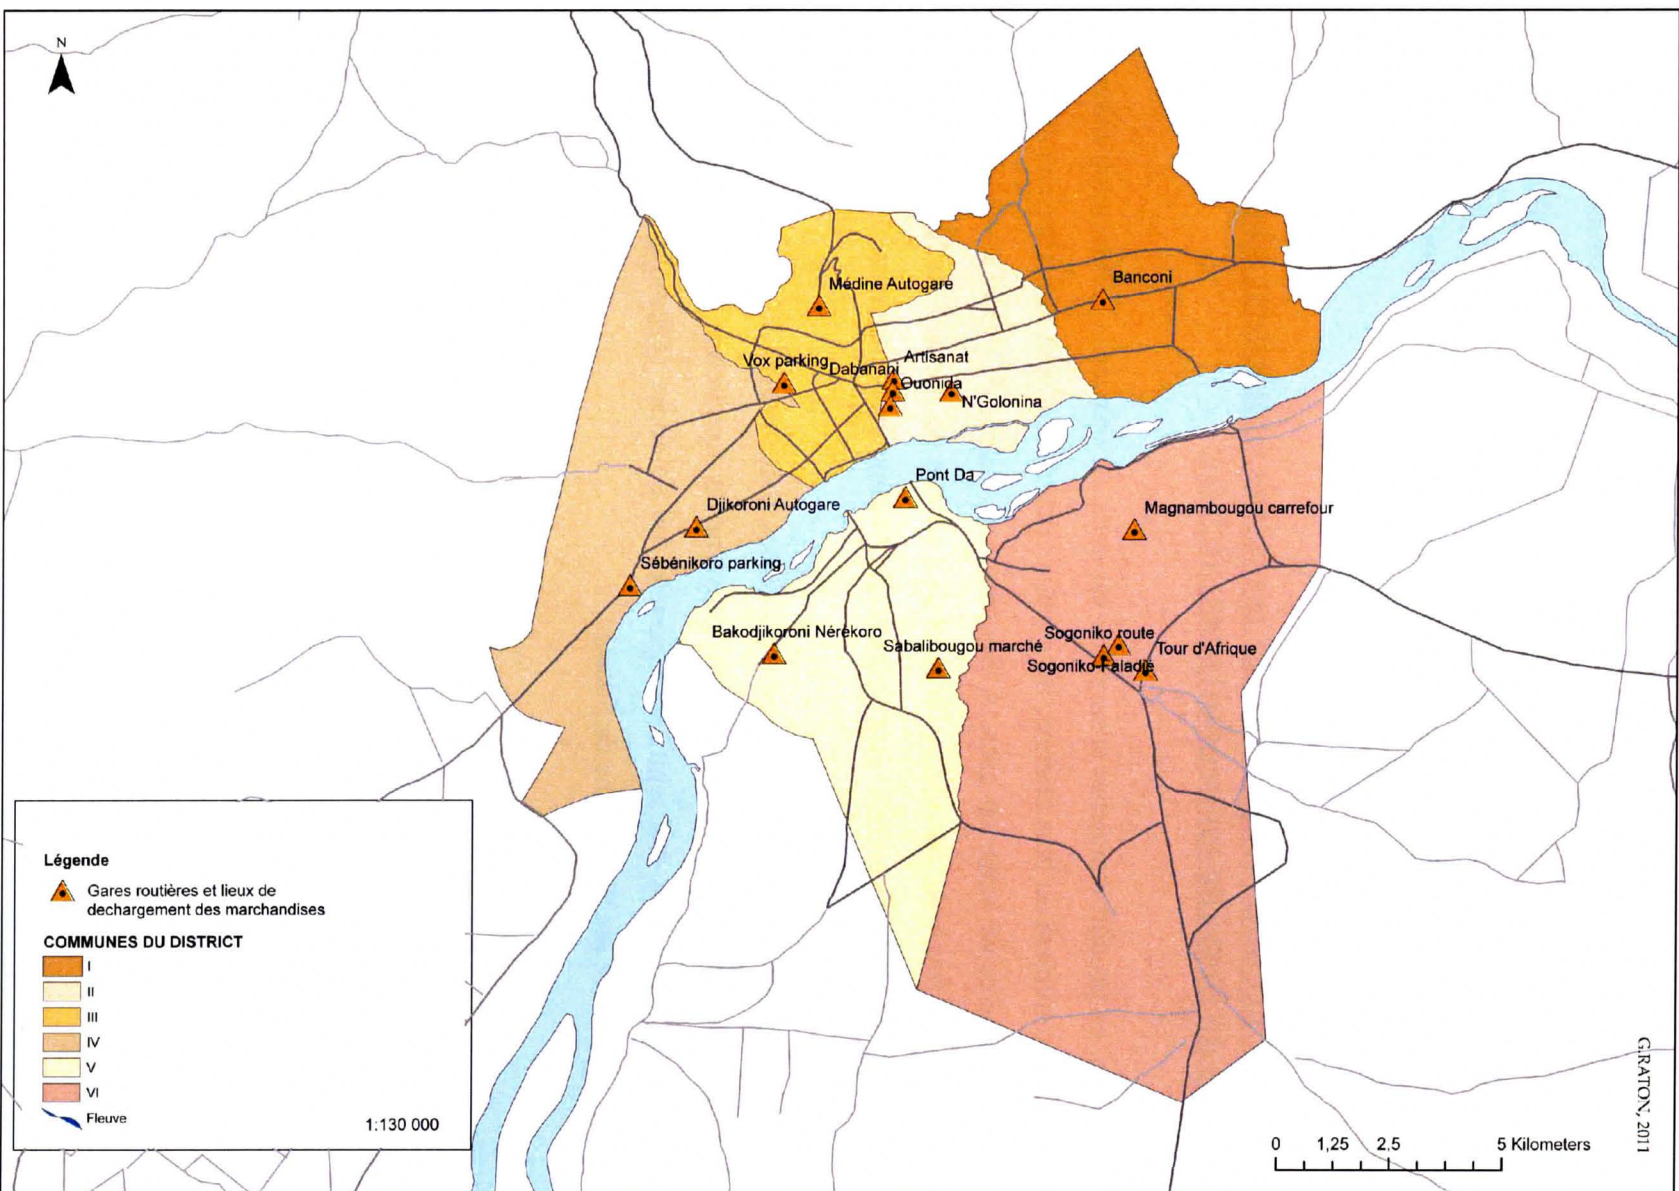 N
Banconi
Médine Autogare
Vox parking
Dabanani
Artisanat
Ouonida
N'Golonina
Pont Da
Djikoroni Autogare
Magnambougou carrefour
Sébénikoro parking
Bakodjikoroni Nérékoro
Sabalibougou marché
Sogoniko route
Tour d'Afrique
Sogoniko-Faladié
Légende
Gares routières et lieux de
dechargement des marchandises
COMMUNES DU DISTRICT
I
II
III
IV
V
VI
Fleuve
1:130 000
0 1,25 2,5 5 Kilometers
G.RATON, 2011